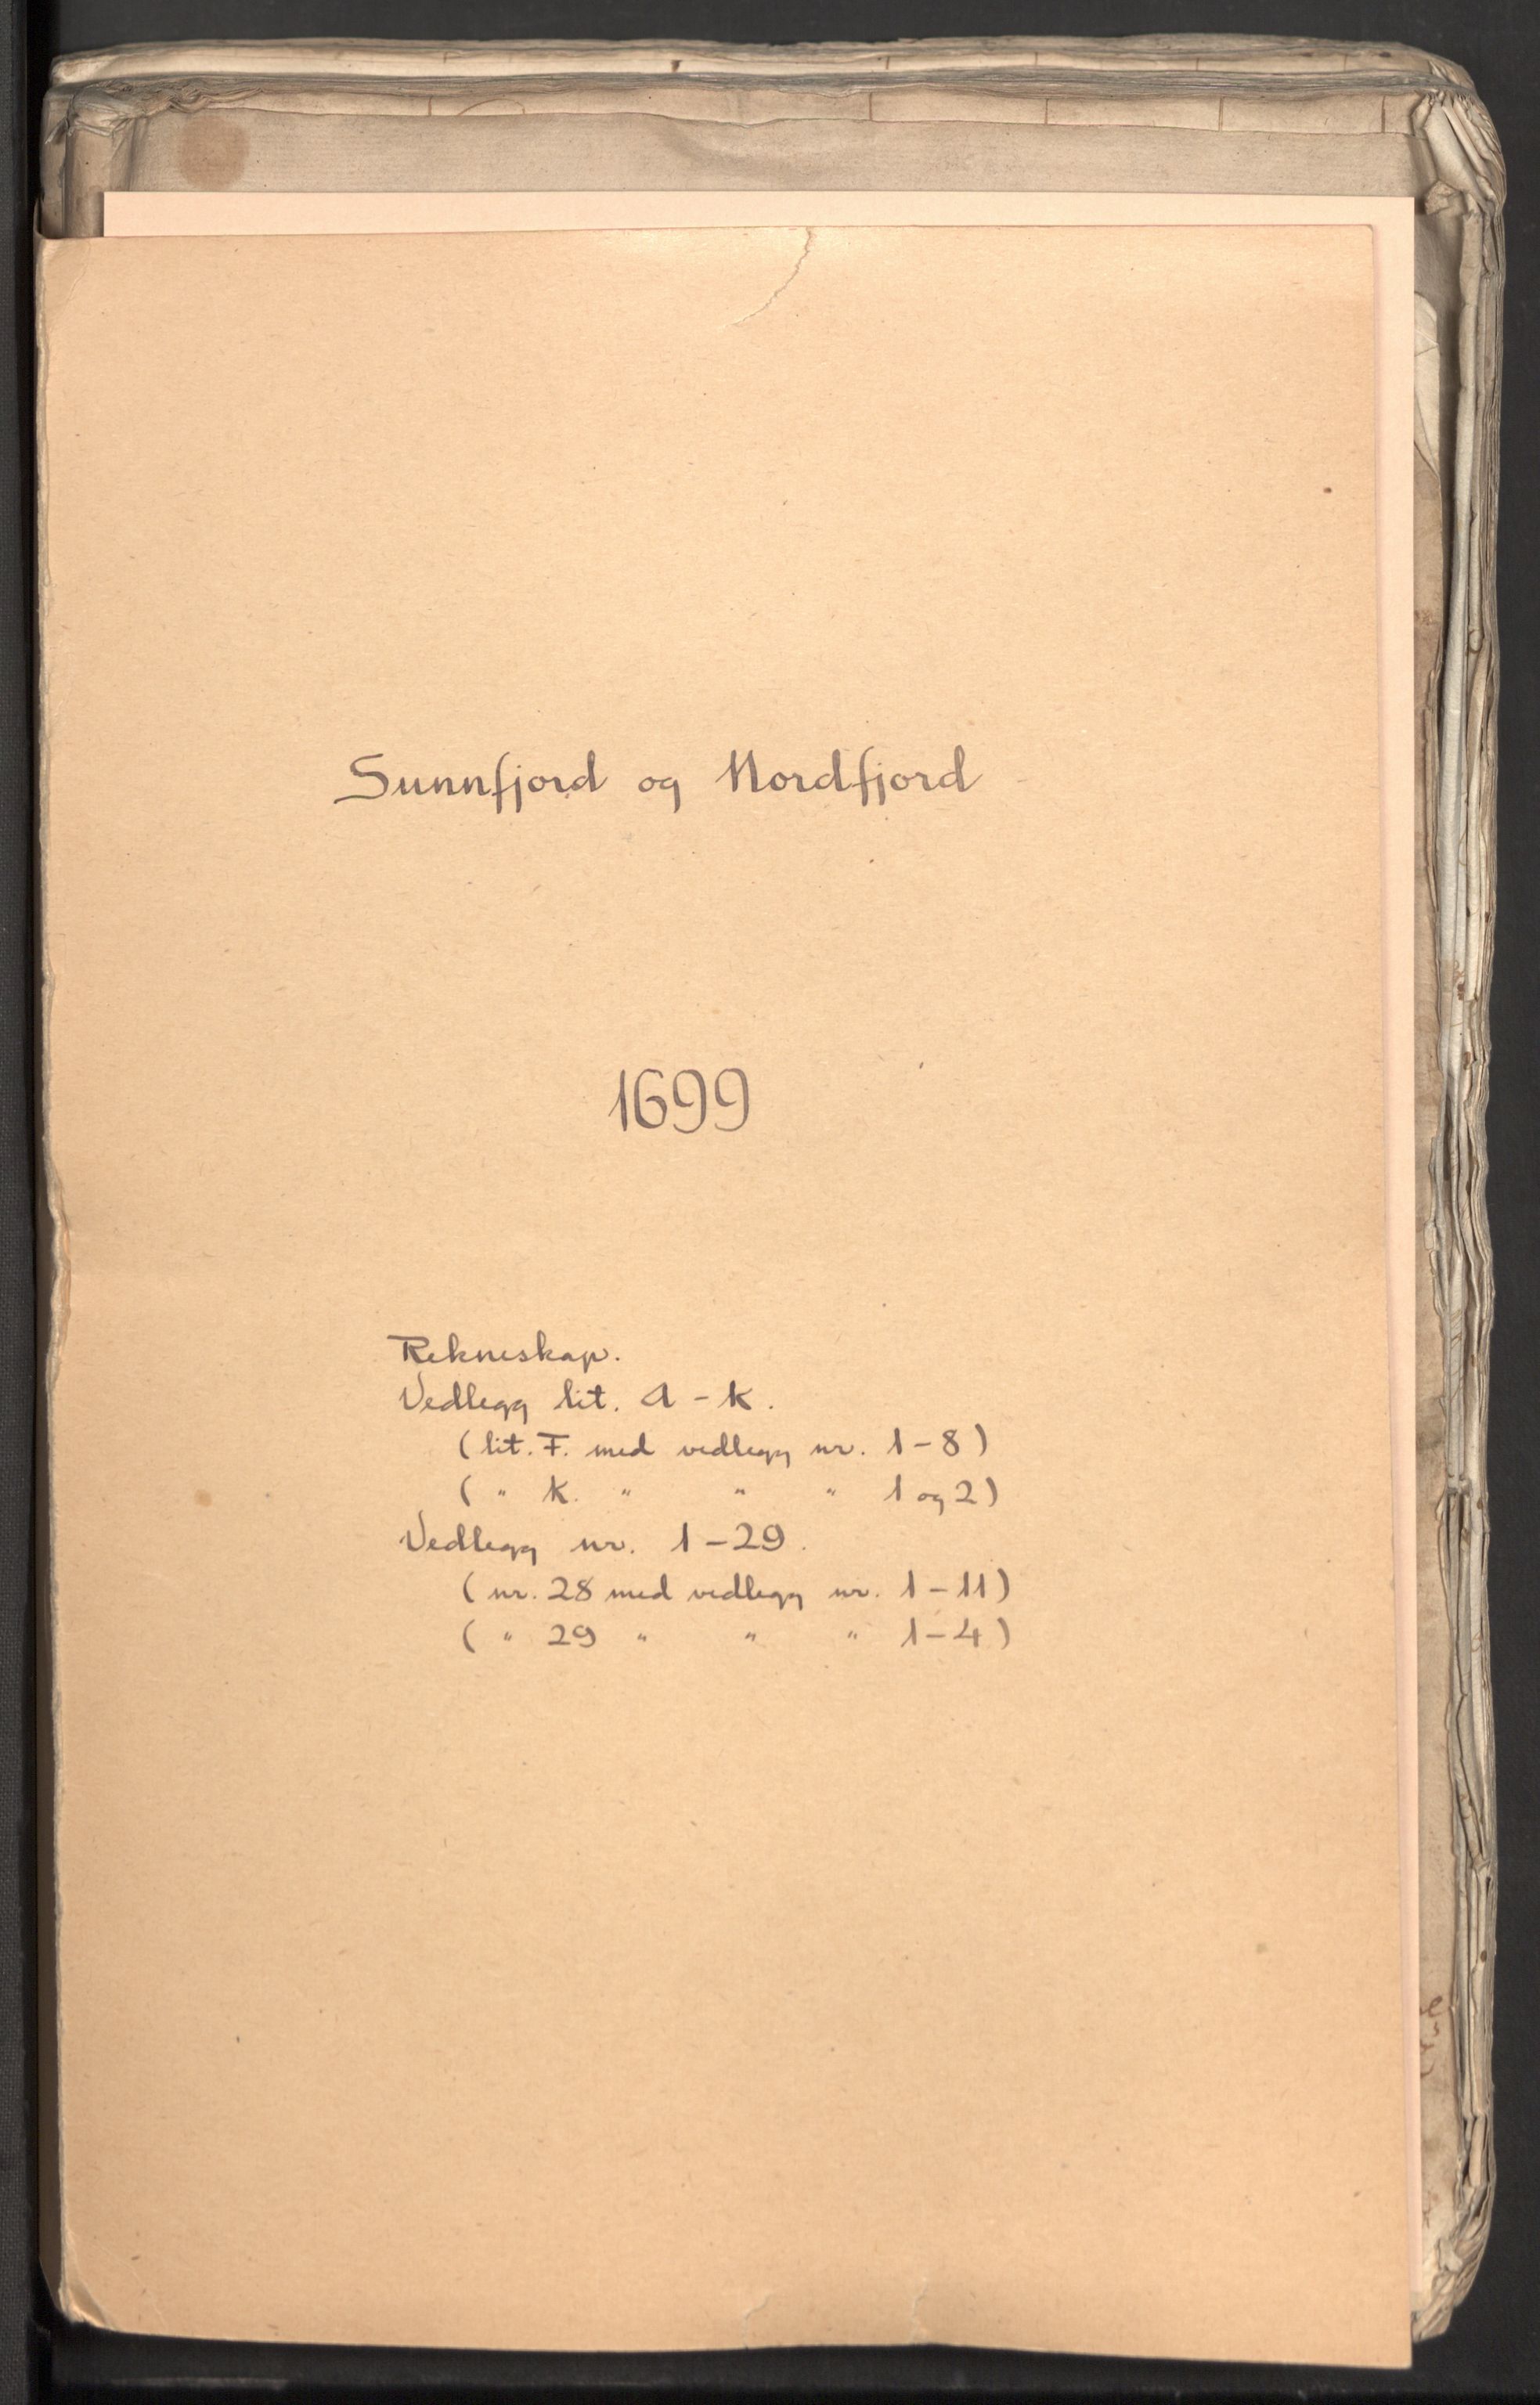 Sunnfjord og Nordfjord
1699
Rekneskap.
Vedlegg lit. A - K.
(lit. F. med vedlegg nr. 1 - 8)
( " K. " " " 1 og 2)
Vedlegg nr. 1 - 29.
(nr. 28 med vedlegg nr. 1 - 11)
( " 29 " " " 1 - 4)